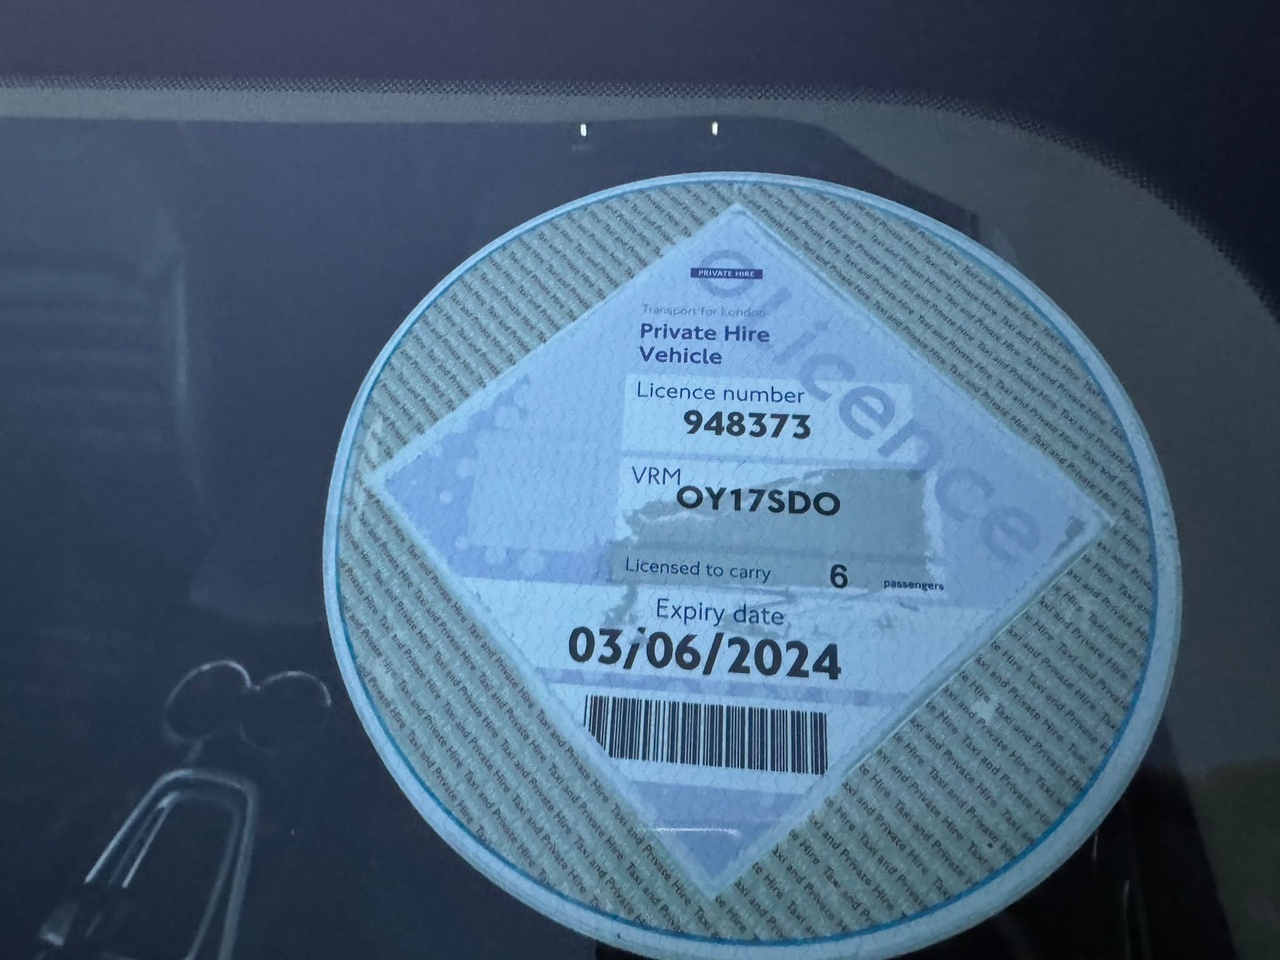 PRIVATE HIRE
Transport for London
Private Hire
Vehicle
Licence number
948373
VRM
OY17SDO
Licensed to carry 6 passengers
Expiry date
03/06/2024
Licence